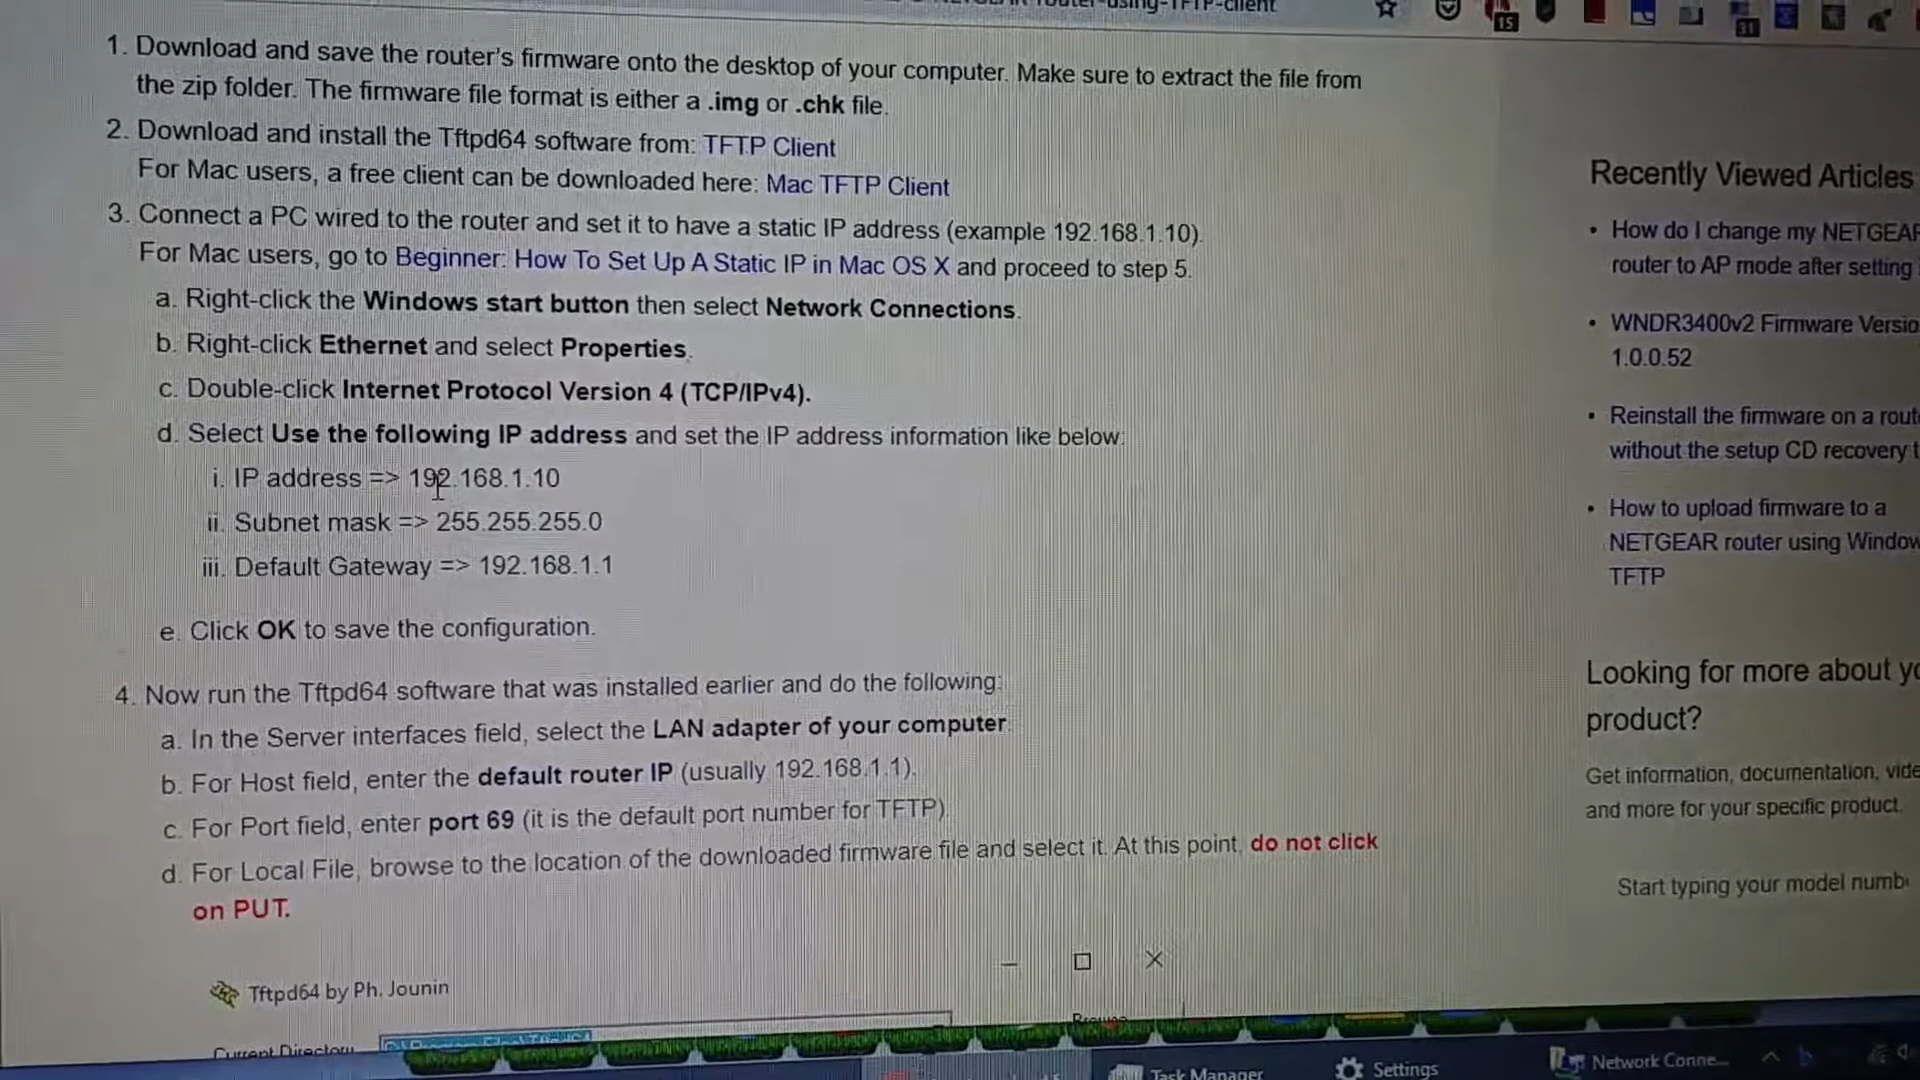 -using-TFTP-client
15
31
1. Download and save the router's firmware onto the desktop of your computer. Make sure to extract the file from
the zip folder. The firmware file format is either a .img or .chk file.
2. Download and install the Tftpd64 software from: TFTP Client
For Mac users, a free client can be downloaded here: Mac TFTP Client
3. Connect a PC wired to the router and set it to have a static IP address (example 192.168.1.10).
For Mac users, go to Beginner: How To Set Up A Static IP in Mac OS X and proceed to step 5.
a. Right-click the Windows start button then select Network Connections.
b. Right-click Ethernet and select Properties.
c. Double-click Internet Protocol Version 4 (TCP/IPv4).
d. Select Use the following IP address and set the IP address information like below:
i. IP address => 192.168.1.10
ii. Subnet mask => 255.255.255.0
iii. Default Gateway => 192.168.1.1
e. Click OK to save the configuration.
4. Now run the Tftpd64 software that was installed earlier and do the following:
a. In the Server interfaces field, select the LAN adapter of your computer.
b. For Host field, enter the default router IP (usually 192.168.1.1).
c. For Port field, enter port 69 (it is the default port number for TFTP).
d. For Local File, browse to the location of the downloaded firmware file and select it. At this point, do not click
on PUT.
Tftpd64 by Ph. Jounin
Current Directory
Browse
Recently Viewed Articles
• How do I change my NETGEAR
router to AP mode after setting
• WNDR3400v2 Firmware Versio
1.0.0.52
• Reinstall the firmware on a route
without the setup CD recovery t
• How to upload firmware to a
NETGEAR router using Window
TFTP
Looking for more about yo
product?
Get information, documentation, vide
and more for your specific product.
Start typing your model numb
Task Manager
Settings
Network Conne...